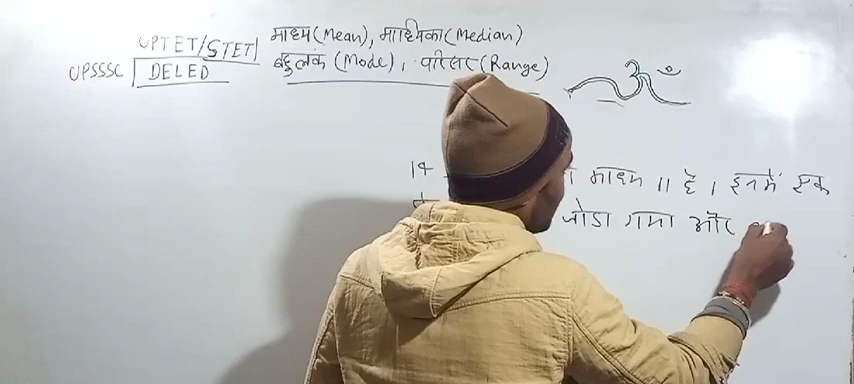 UPTET/STET
UPSSSC DELED
माध्य (Mean), माध्यिका (Median)
बहुलक (Mode), परिसर (Range)
ॐ
माध्य 11 है। इनमें एक
जोडा गया और